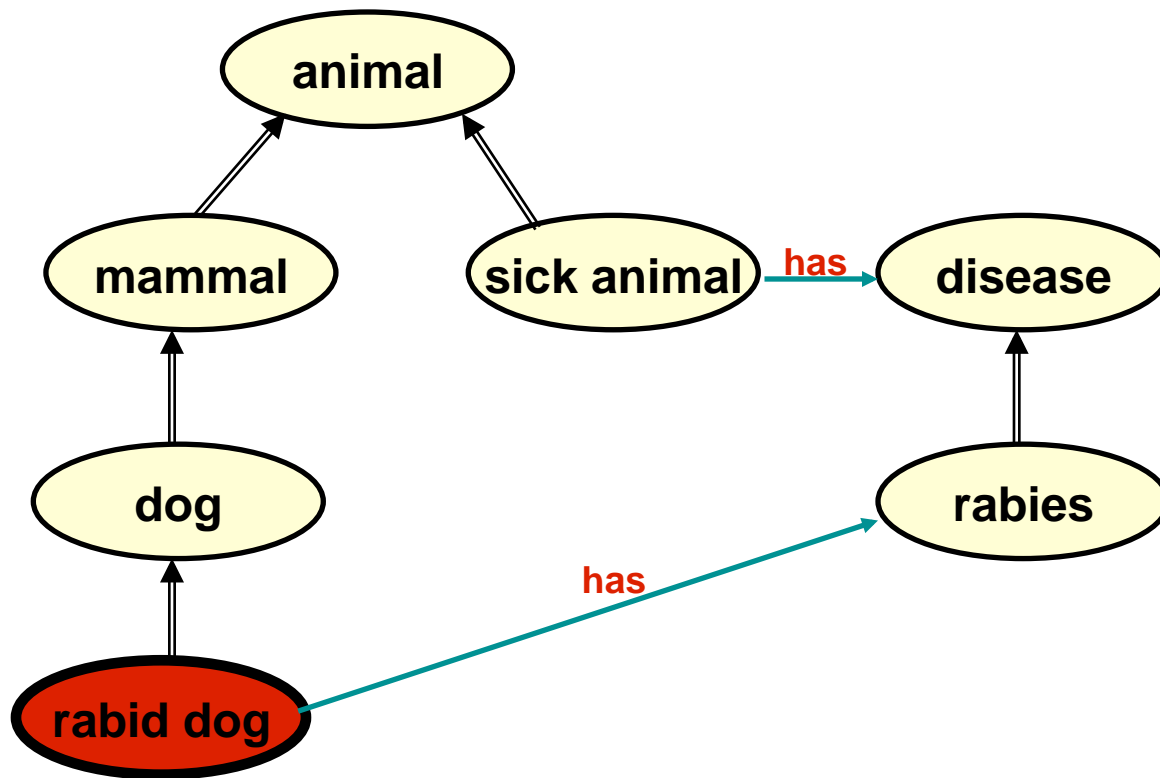 animal
mammal
sick animal
has
disease
dog
rabies
has
rabid dog